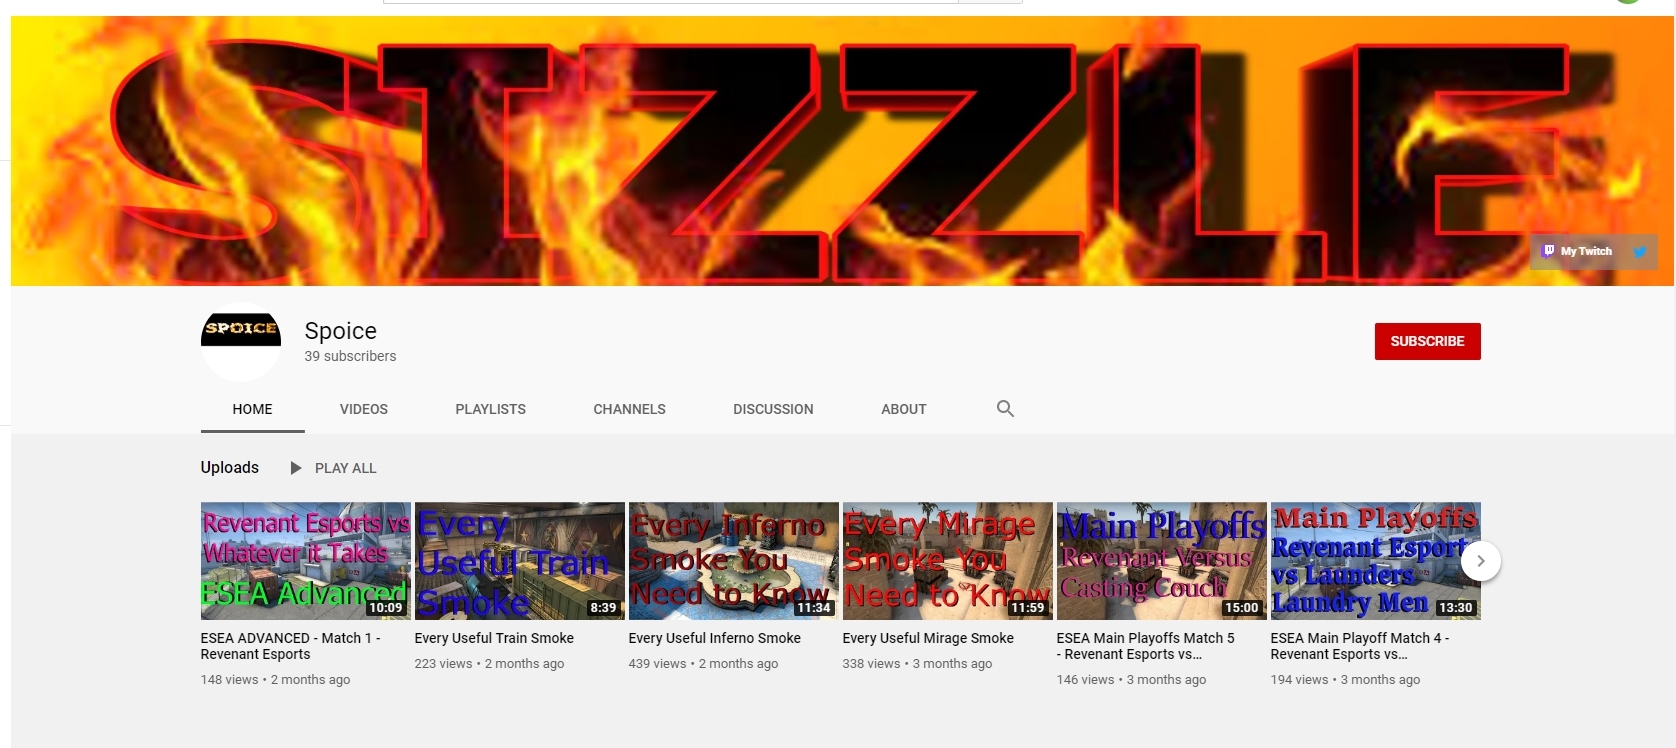 SIZZLE
My Twitch
SPOICE
Spoice
39 subscribers
SUBSCRIBE
HOME VIDEOS PLAYLISTS CHANNELS DISCUSSION ABOUT
Uploads PLAY ALL
Revenant Esports vs
Whatever it Takes
ESEA Advanced
10:09
Every
Useful Train
Smoke
8:39
Every Inferno
Smoke You
Need to Know
11:34
Every Mirage
Smoke You
Need to Know
11:59
Main Playoffs
Revenant Versus
Casting Couch
15:00
Main Playoffs
Revenant Esport
vs Launders
Laundry Men
13:30
ESEA ADVANCED - Match 1 -
Revenant Esports
148 views • 2 months ago
Every Useful Train Smoke
223 views • 2 months ago
Every Useful Inferno Smoke
439 views • 2 months ago
Every Useful Mirage Smoke
338 views • 3 months ago
ESEA Main Playoffs Match 5
- Revenant Esports vs...
146 views • 3 months ago
ESEA Main Playoff Match 4 -
Revenant Esports vs...
194 views • 3 months ago